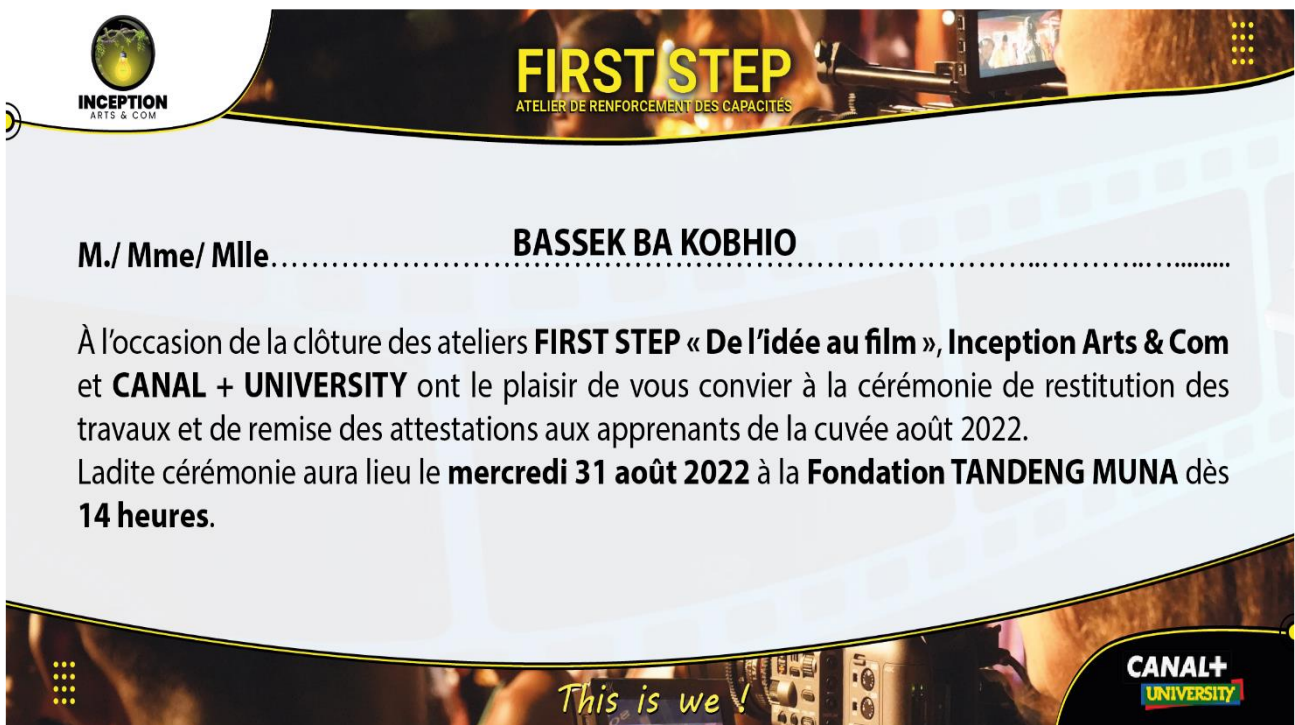 INCEPTION
ARTS & COM
FIRST STEP
ATELIER DE RENFORCEMENT DES CAPACITÉS
M./ Mme/ Mlle……………………BASSEK BA KOBHIO……………………………..………..….........
À l’occasion de la clôture des ateliers FIRST STEP « De l’idée au film », Inception Arts & Com
et CANAL + UNIVERSITY ont le plaisir de vous convier à la cérémonie de restitution des
travaux et de remise des attestations aux apprenants de la cuvée août 2022.
Ladite cérémonie aura lieu le mercredi 31 août 2022 à la Fondation TANDENG MUNA dès
14 heures.
This is we !
CANAL+
UNIVERSITY